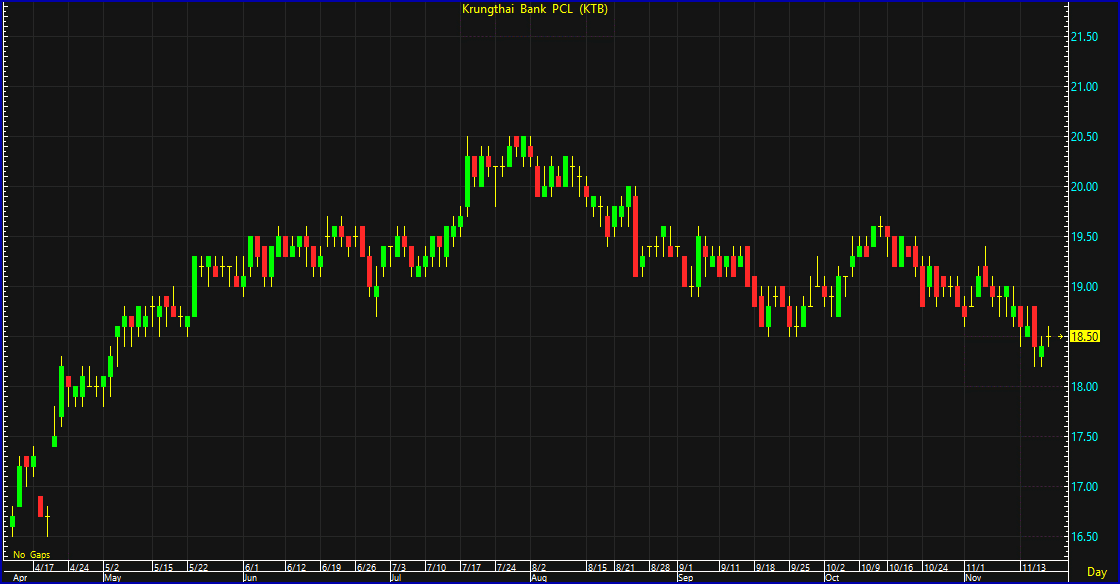 Krungthai Bank PCL (KTB)
21.50
21.00
20.50
20.00
19.50
19.00
18.50
18.00
17.50
17.00
16.50
No Gaps
4/17 4/24 5/2 5/15 5/22 6/1 6/12 6/19 6/26 7/3 7/10 7/17 7/24 8/2 8/15 8/21 8/28 9/1 9/11 9/18 9/25 10/2 10/9 10/16 10/24 11/1 11/13
Apr May Jun Jul Aug Sep Oct Nov Day